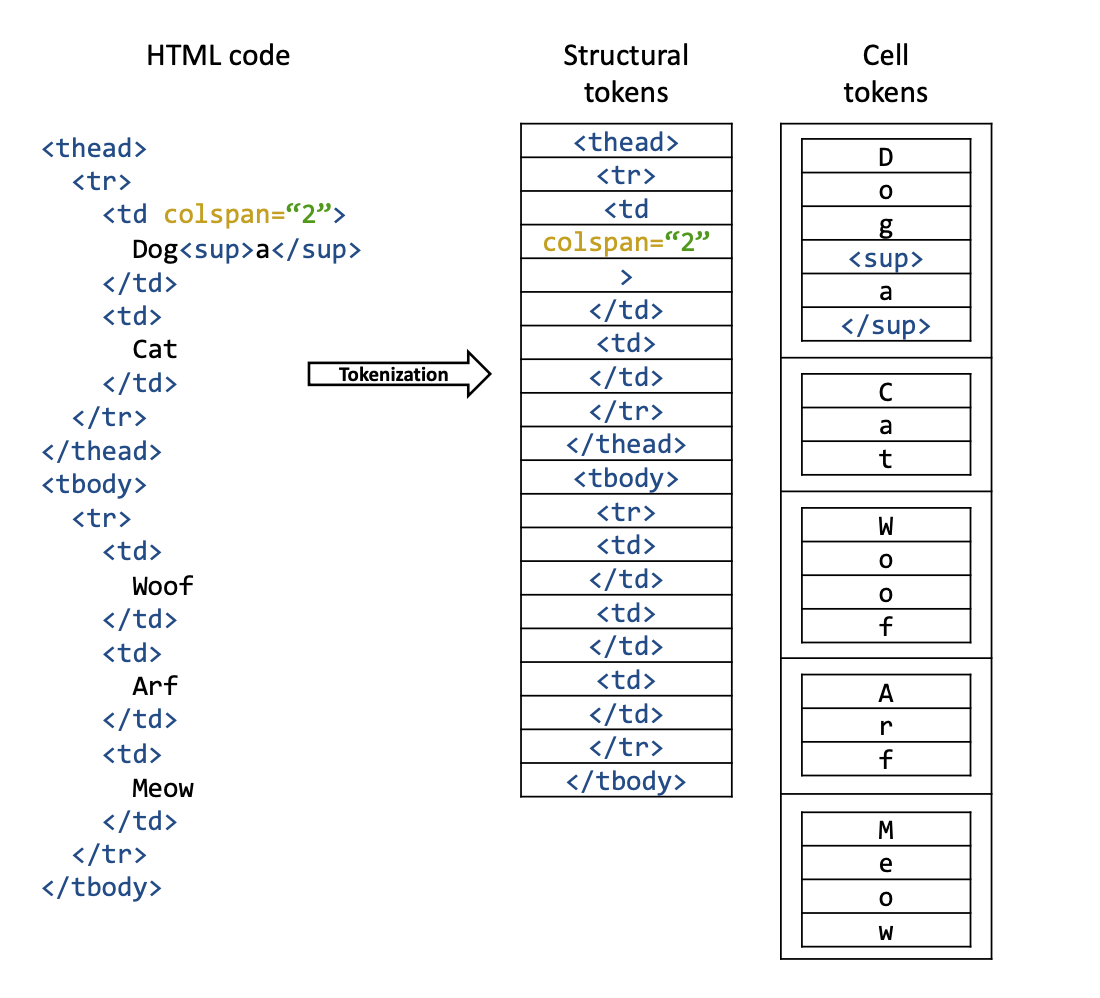 HTML code
<thead>
<tr>
<td colspan=“2”>
Dog<sup>a</sup>
</td>
<td>
Cat
</td>
</tr>
</thead>
<tbody>
<tr>
<td>
Woof
</td>
<td>
Arf
</td>
<td>
Meow
</td>
</tr>
</tbody>
Tokenization
Structural
tokens
<thead>
<tr>
<td
colspan=“2”
>
</td>
<td>
</td>
</tr>
</thead>
<tbody>
<tr>
<td>
</td>
<td>
</td>
<td>
</td>
</tr>
</tbody>
Cell
tokens
D
o
g
<sup>
a
</sup>
C
a
t
W
o
o
f
A
r
f
M
e
o
w